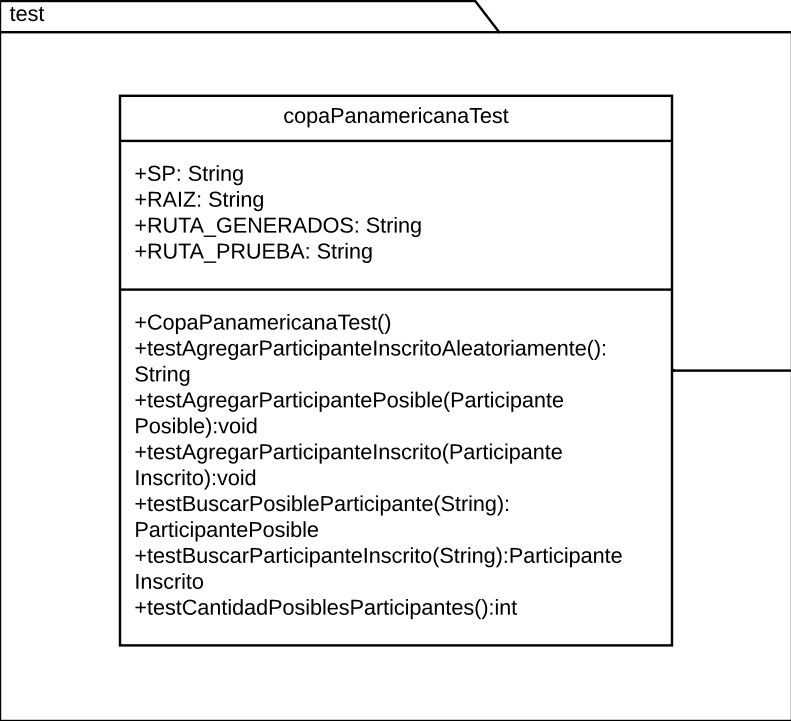 test
copaPanamericanaTest
+SP: String
+RAIZ: String
+RUTA_GENERADOS: String
+RUTA_PRUEBA: String
+CopaPanamericanaTest()
+testAgregarParticipanteInscritoAleatoriamente():
String
+testAgregarParticipantePosible(Participante
Posible):void
+testAgregarParticipanteInscrito(Participante
Inscrito):void
+testBuscarPosibleParticipante(String):
ParticipantePosible
+testBuscarParticipanteInscrito(String):Participante
Inscrito
+testCantidadPosiblesParticipantes():int